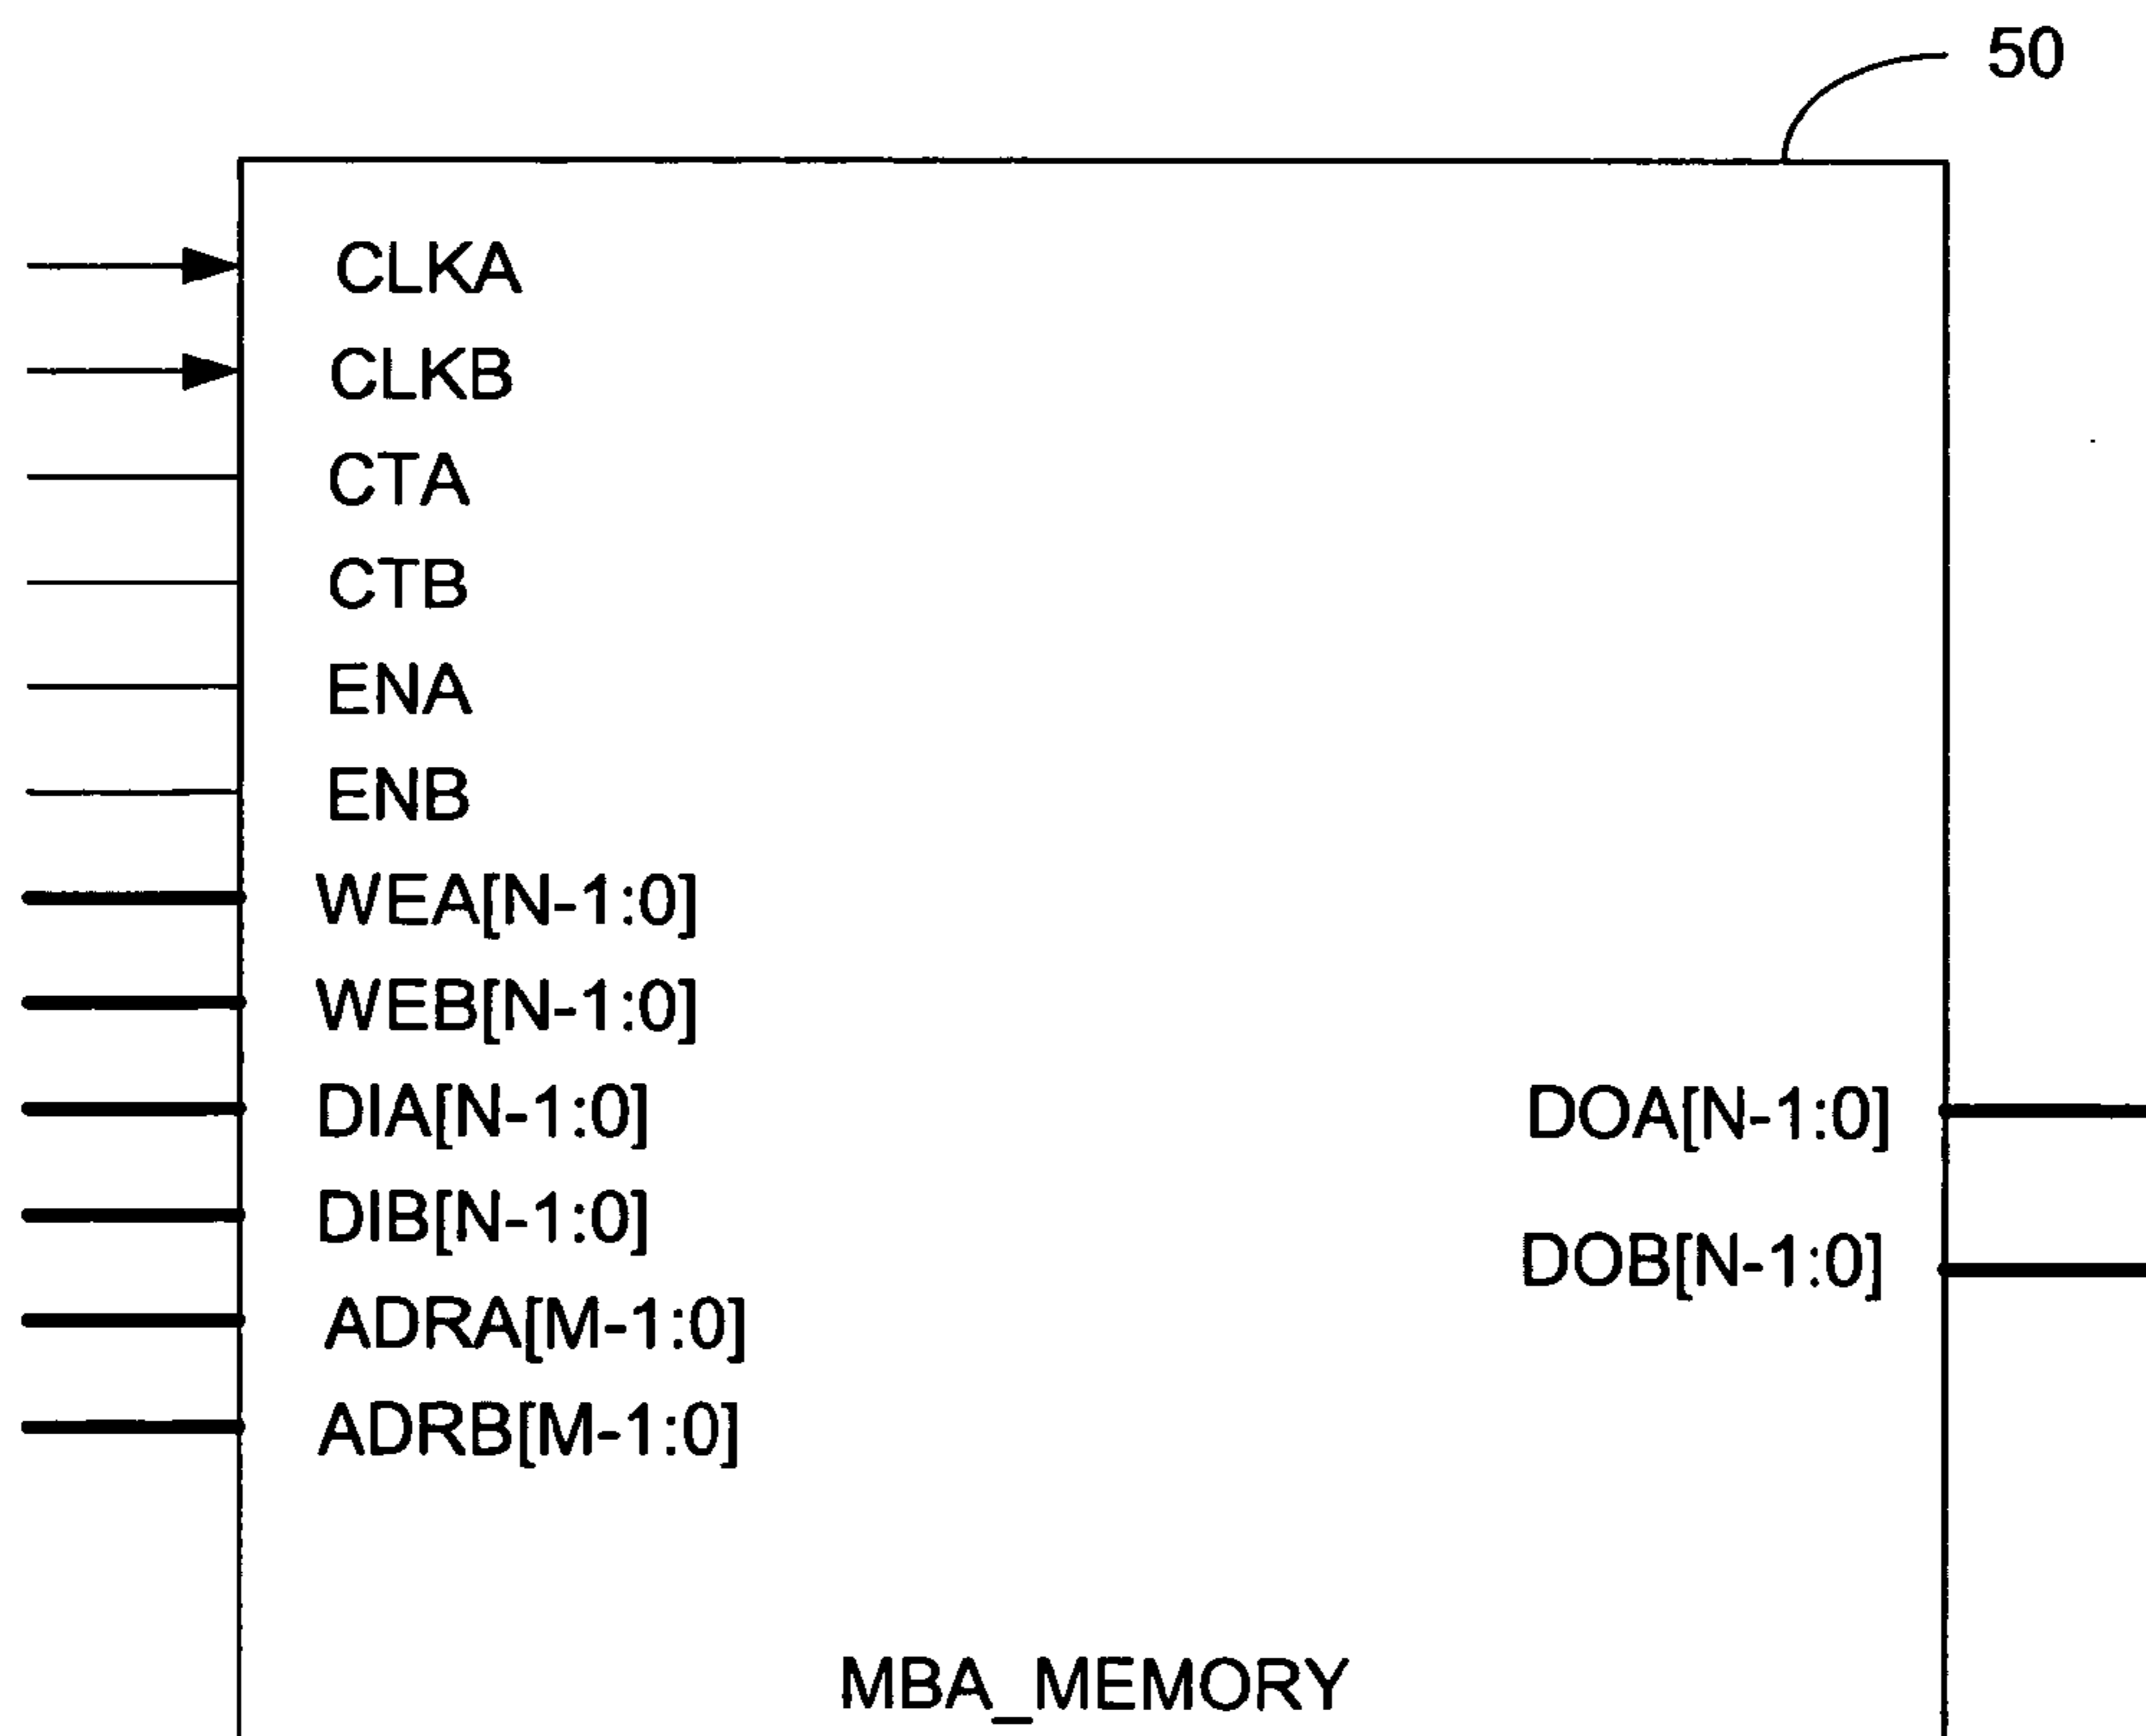 50
CLKA
CLKB
CTA
CTB
ENA
ENB
WEA[N-1:0]
WEB[N-1:0]
DIA[N-1:0]
DOA[N-1:0]
DIB[N-1:0]
DOB[N-1:0]
ADRA[M-1:0]
ADRB[M-1:0]
MBA_MEMORY